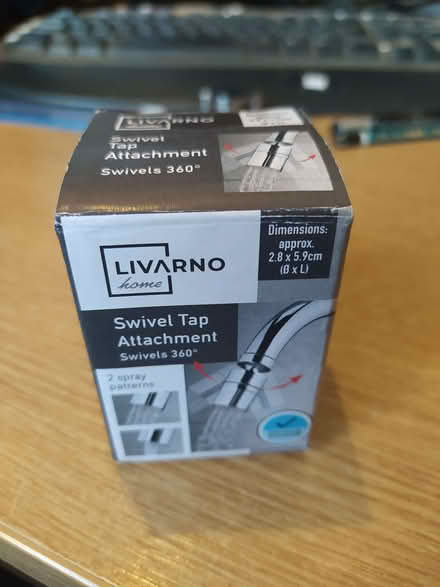 LIVARNO
home
Swivel
Tap
Attachment
Swivels 360°
LIVARNO
home
Dimensions:
approx.
2.8 x 5.9cm
(Ø x L)
Swivel Tap
Attachment
Swivels 360°
2 spray
patterns